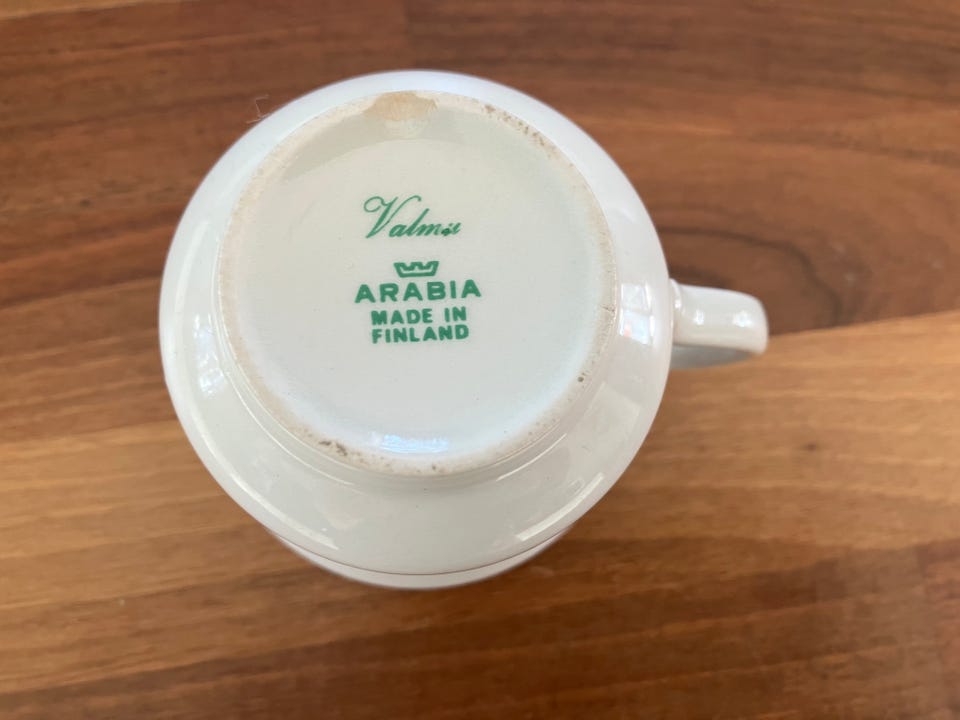 Valmu
ARABIA
MADE IN
FINLAND